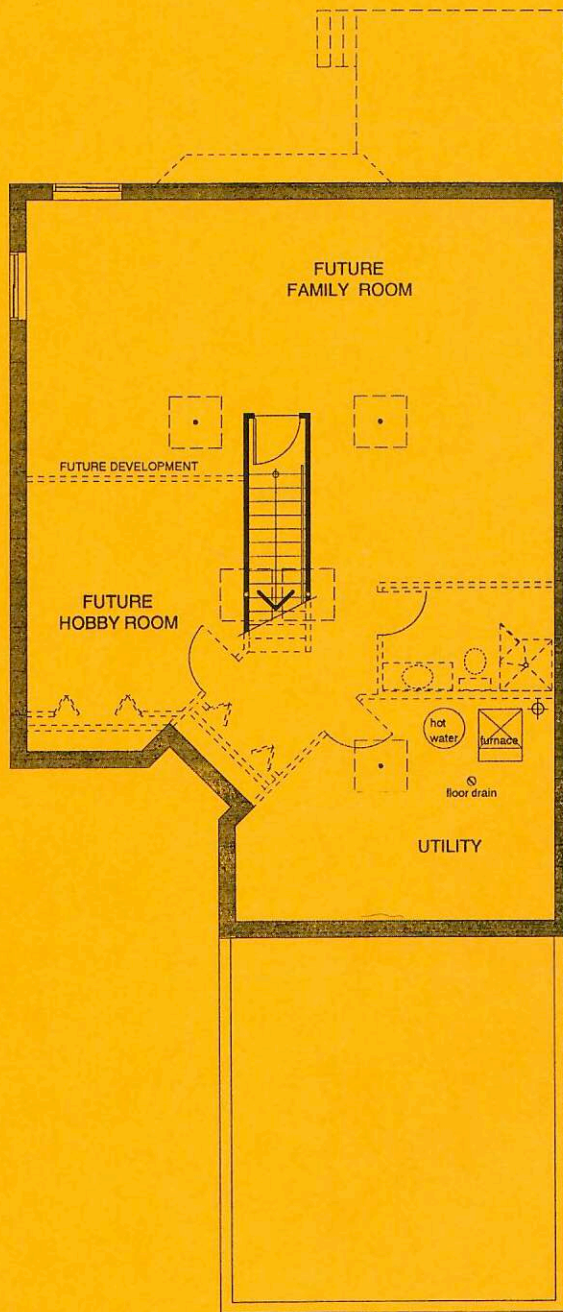 FUTURE
FAMILY ROOM
FUTURE DEVELOPMENT
FUTURE
HOBBY ROOM
hot
water
furnace
floor drain
UTILITY